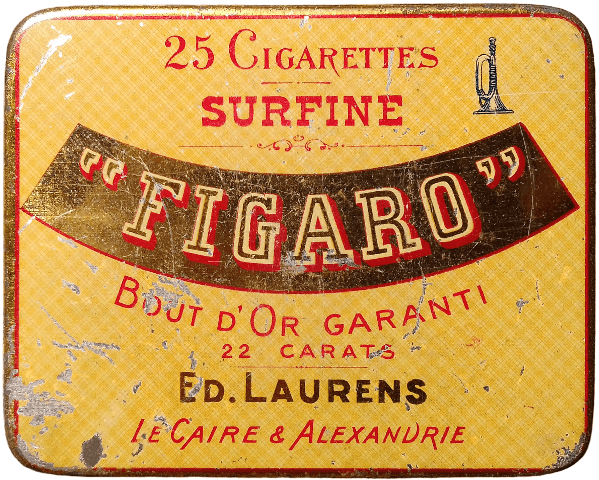 25 CIGARETTES
SURFINE
"FIGARO"
BOUT D'OR GARANTI
22 CARATS
ED. LAURENS
LE CAIRE & ALEXANDRIE